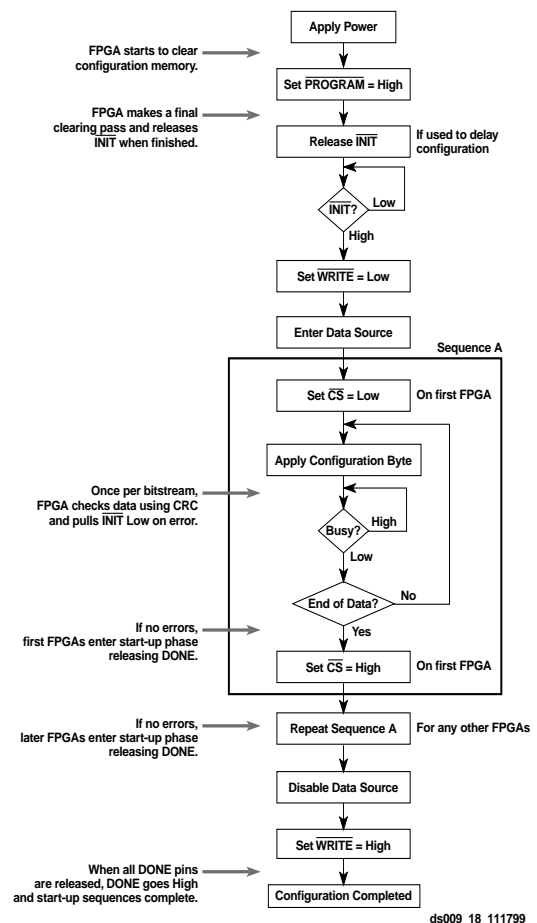 Apply Power
FPGA starts to clear
configuration memory.
Set PROGRAM = High
FPGA makes a final
clearing pass and releases
INIT when finished.
Release INIT
If used to delay
configuration
INIT?
Low
High
Set WRITE = Low
Enter Data Source
Sequence A
Set CS = Low
On first FPGA
Apply Configuration Byte
Once per bitstream,
FPGA checks data using CRC
and pulls INIT Low on error.
Busy?
High
Low
End of Data?
No
Yes
If no errors,
first FPGAs enter start-up phase
releasing DONE.
Set CS = High
On first FPGA
If no errors,
later FPGAs enter start-up phase
releasing DONE.
Repeat Sequence A
For any other FPGAs
Disable Data Source
Set WRITE = High
When all DONE pins
are released, DONE goes High
and start-up sequences complete.
Configuration Completed
ds009_18_111799